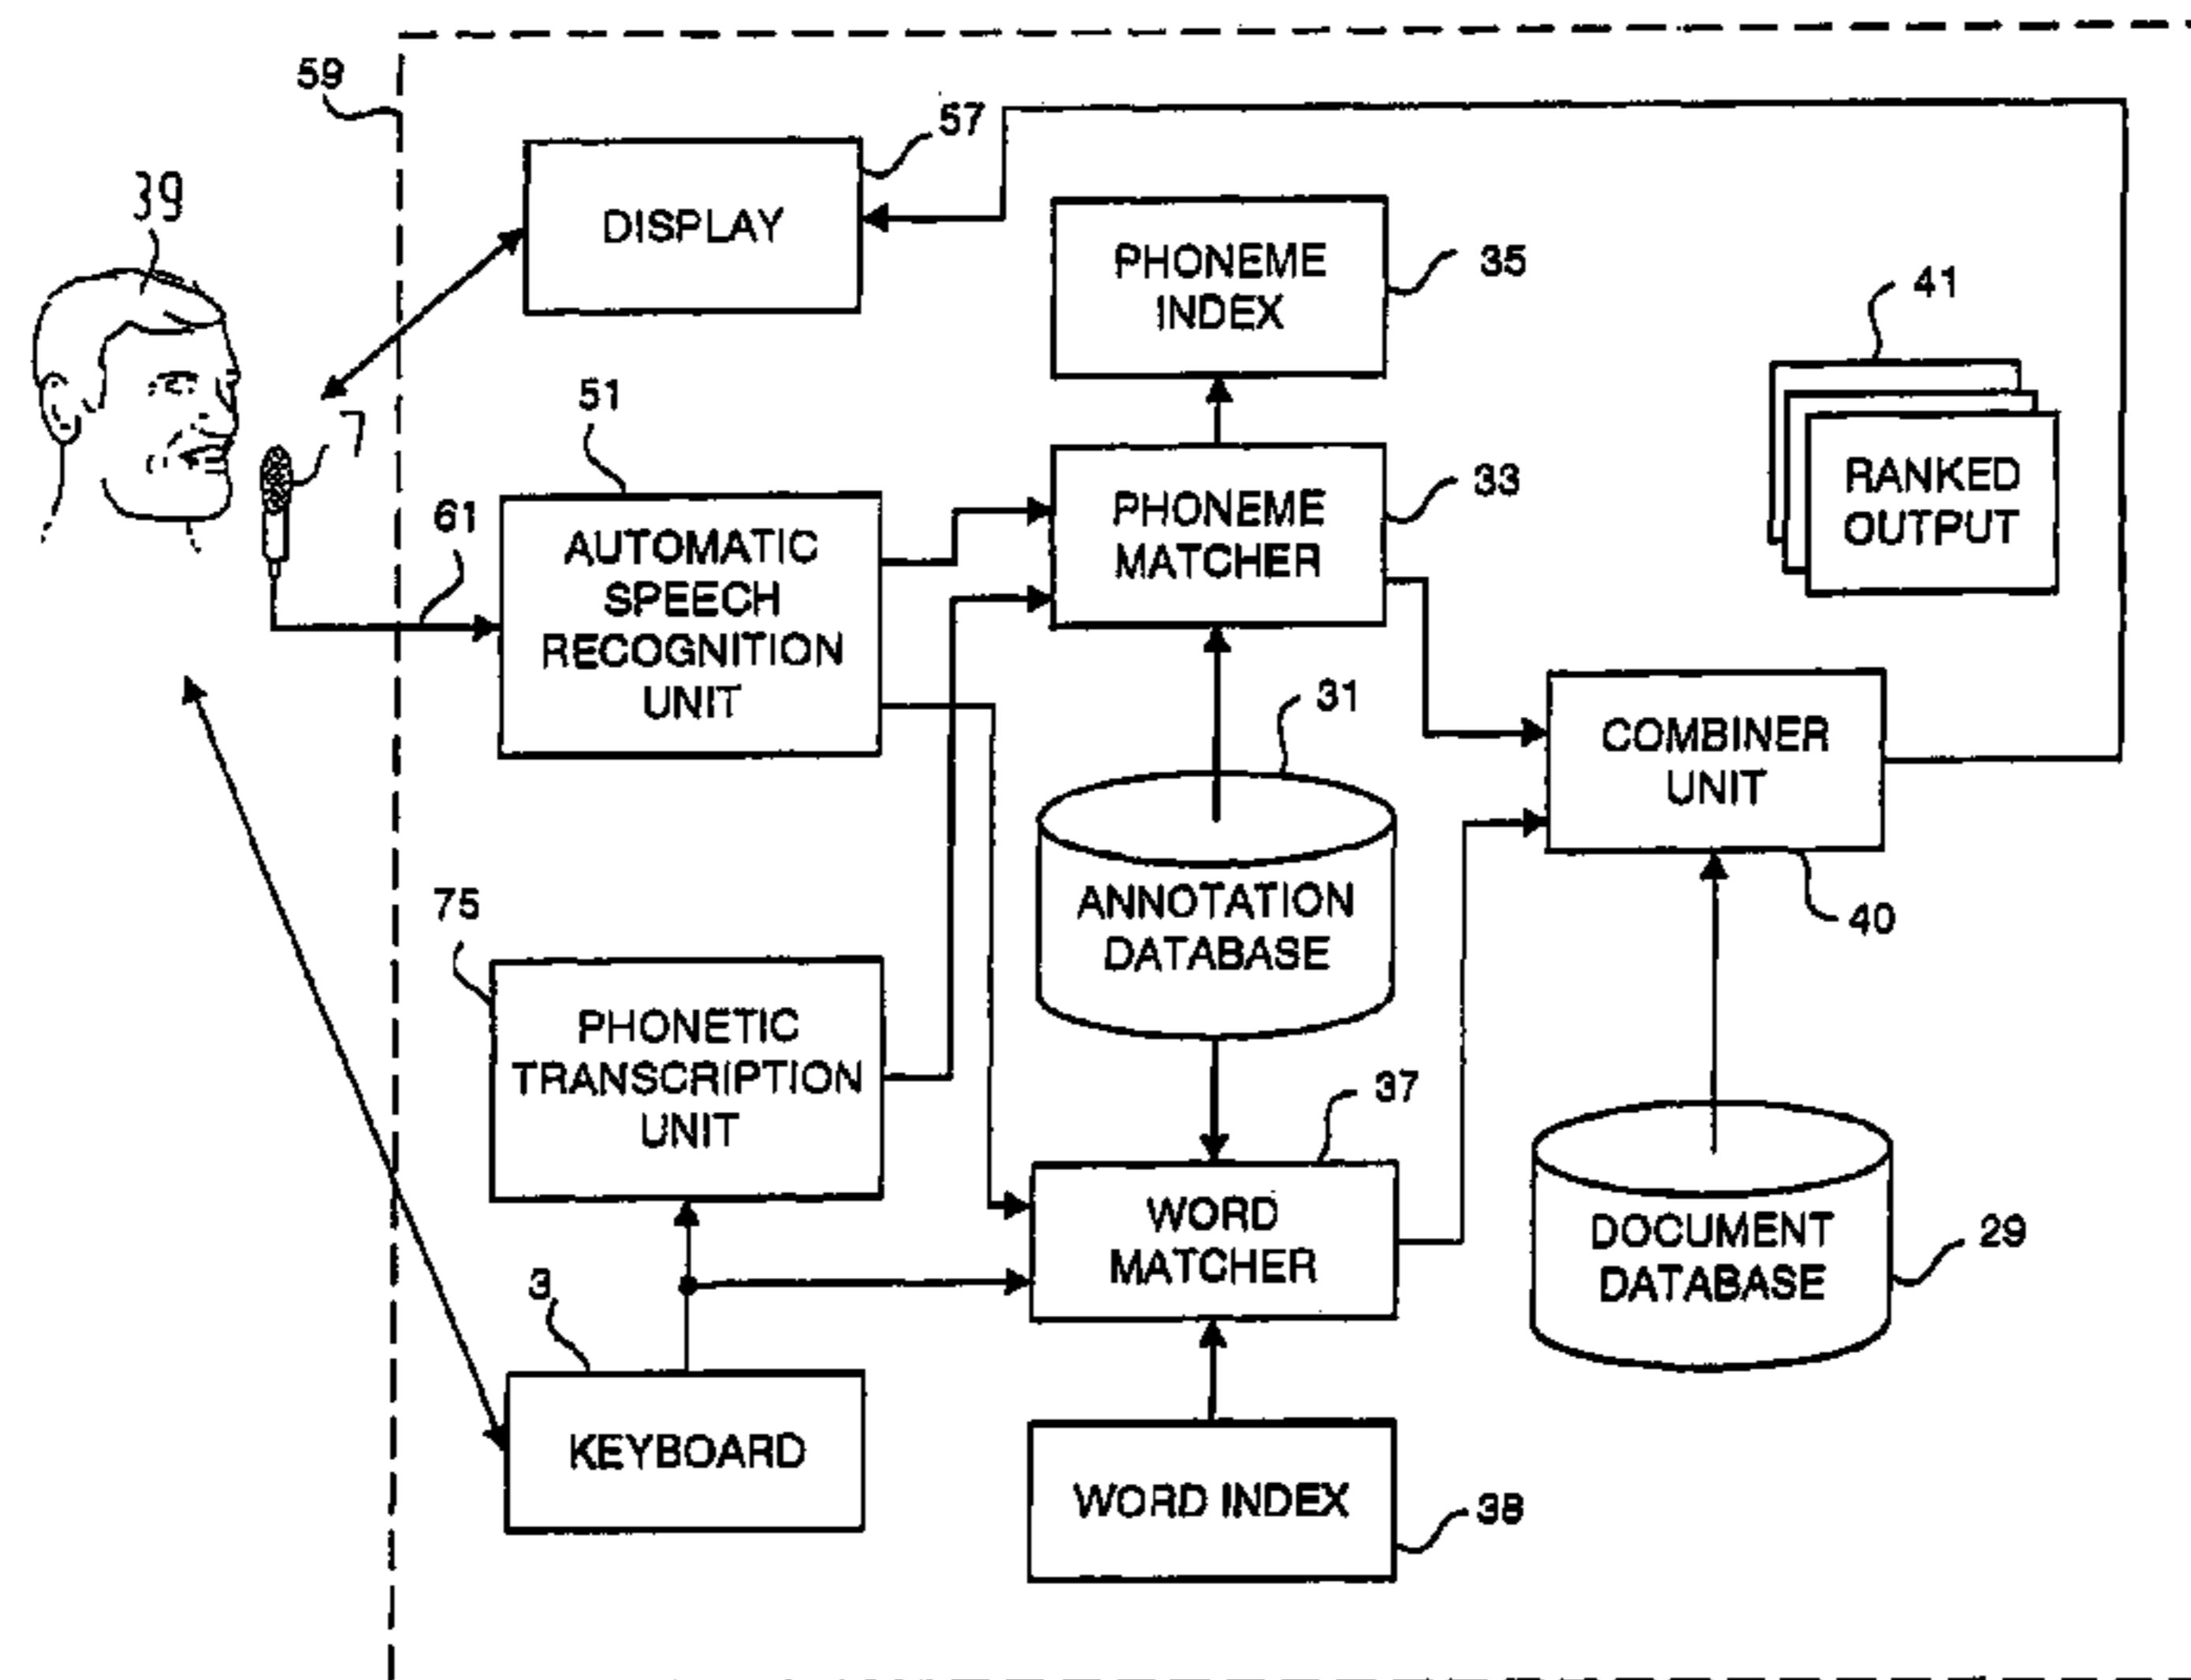 59
57
39
DISPLAY
PHONEME
INDEX
35
41
51
7
RANKED
OUTPUT
61
PHONEME
MATCHER
33
AUTOMATIC
SPEECH
RECOGNITION
UNIT
31
COMBINER
UNIT
40
75
ANNOTATION
DATABASE
PHONETIC
TRANSCRIPTION
UNIT
37
WORD
MATCHER
DOCUMENT
DATABASE
29
3
KEYBOARD
WORD INDEX
38